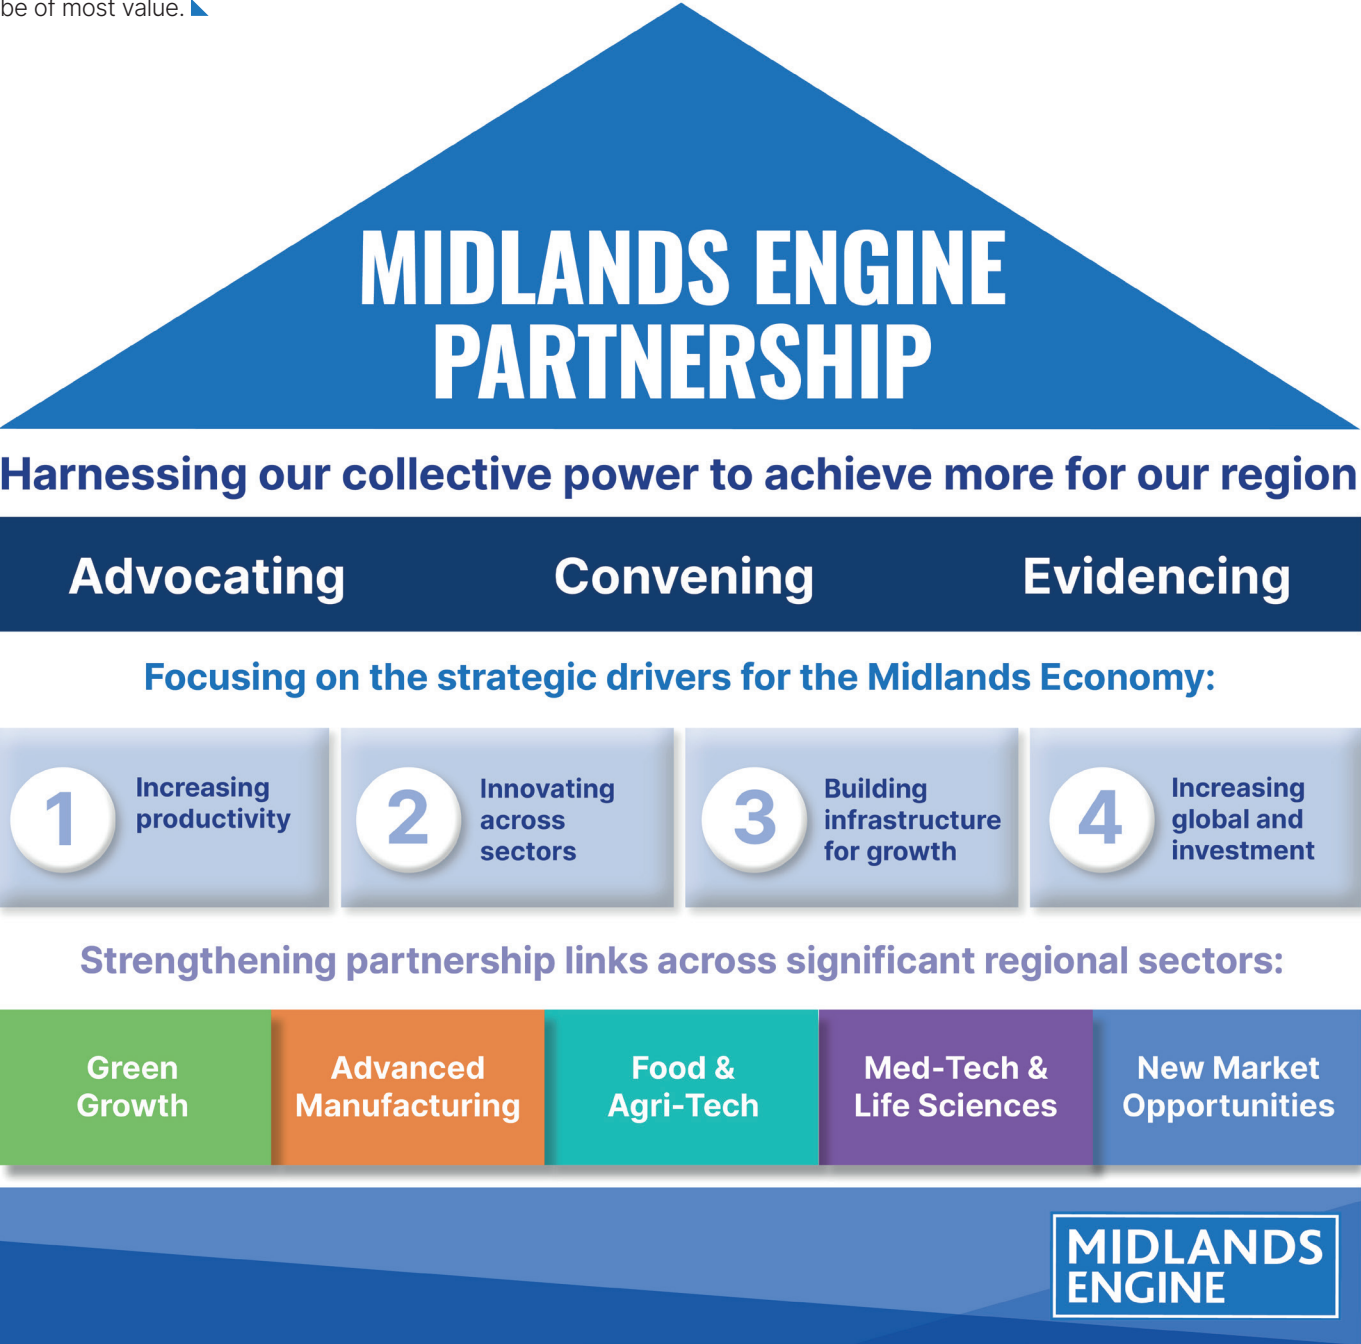 be of most value.
MIDLANDS ENGINE
PARTNERSHIP
Harnessing our collective power to achieve more for our region
Advocating Convening Evidencing
Focusing on the strategic drivers for the Midlands Economy:
1
Increasing
productivity
2
Innovating
across
sectors
3
Building
infrastructure
for growth
4
Increasing
global and
investment
Strengthening partnership links across significant regional sectors:
Green
Growth
Advanced
Manufacturing
Food &
Agri-Tech
Med-Tech &
Life Sciences
New Market
Opportunities
MIDLANDS
ENGINE